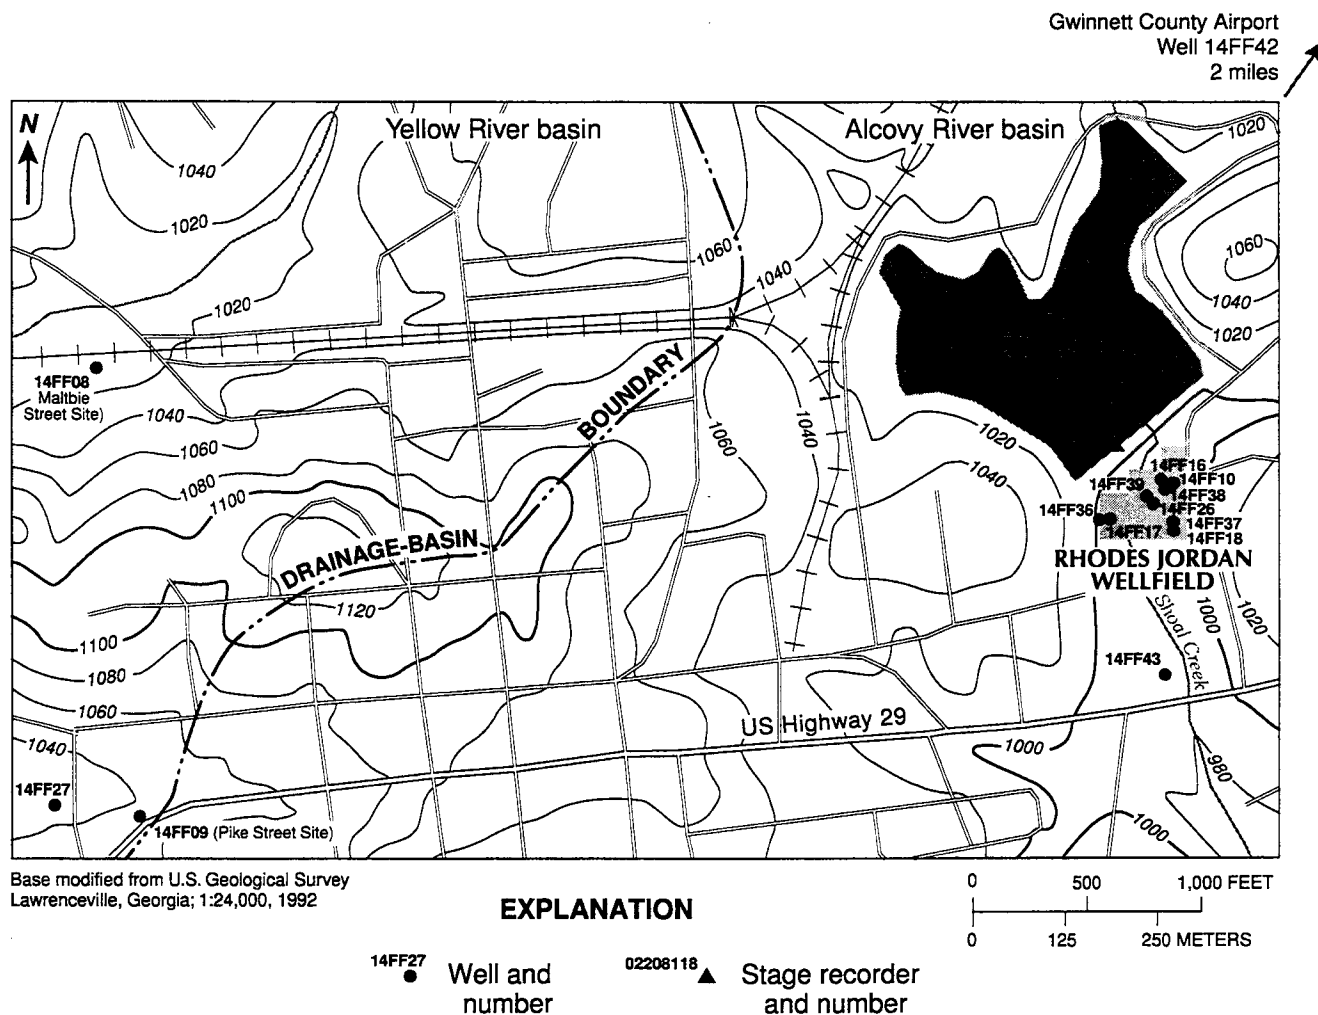 Gwinnett County Airport
Well 14FF42
2 miles
N
Yellow River basin
Alcovy River basin
1020
1040
1020
1060
1060
1040
1020
1040
1020
1020
14FF08
Maltbie
Street Site)
BOUNDARY
1040
1060
1060
1040
1020
1040
1080
1100
14FF16
14FF39
14FF10
14FF38
14FF36
14FF26
14FF17
14FF37
14FF18
DRAINAGE-BASIN
RHODES JORDAN
WELLFIELD
1120
1100
1080
1060
1040
Shoal Creek
1000
1020
14FF43
US Highway 29
1000
980
1000
14FF27
14FF09 (Pike Street Site)
Base modified from U.S. Geological Survey
Lawrenceville, Georgia; 1:24,000, 1992
0 500 1,000 FEET
0 125 250 METERS
EXPLANATION
14FF27
Well and
number
02208118
Stage recorder
and number